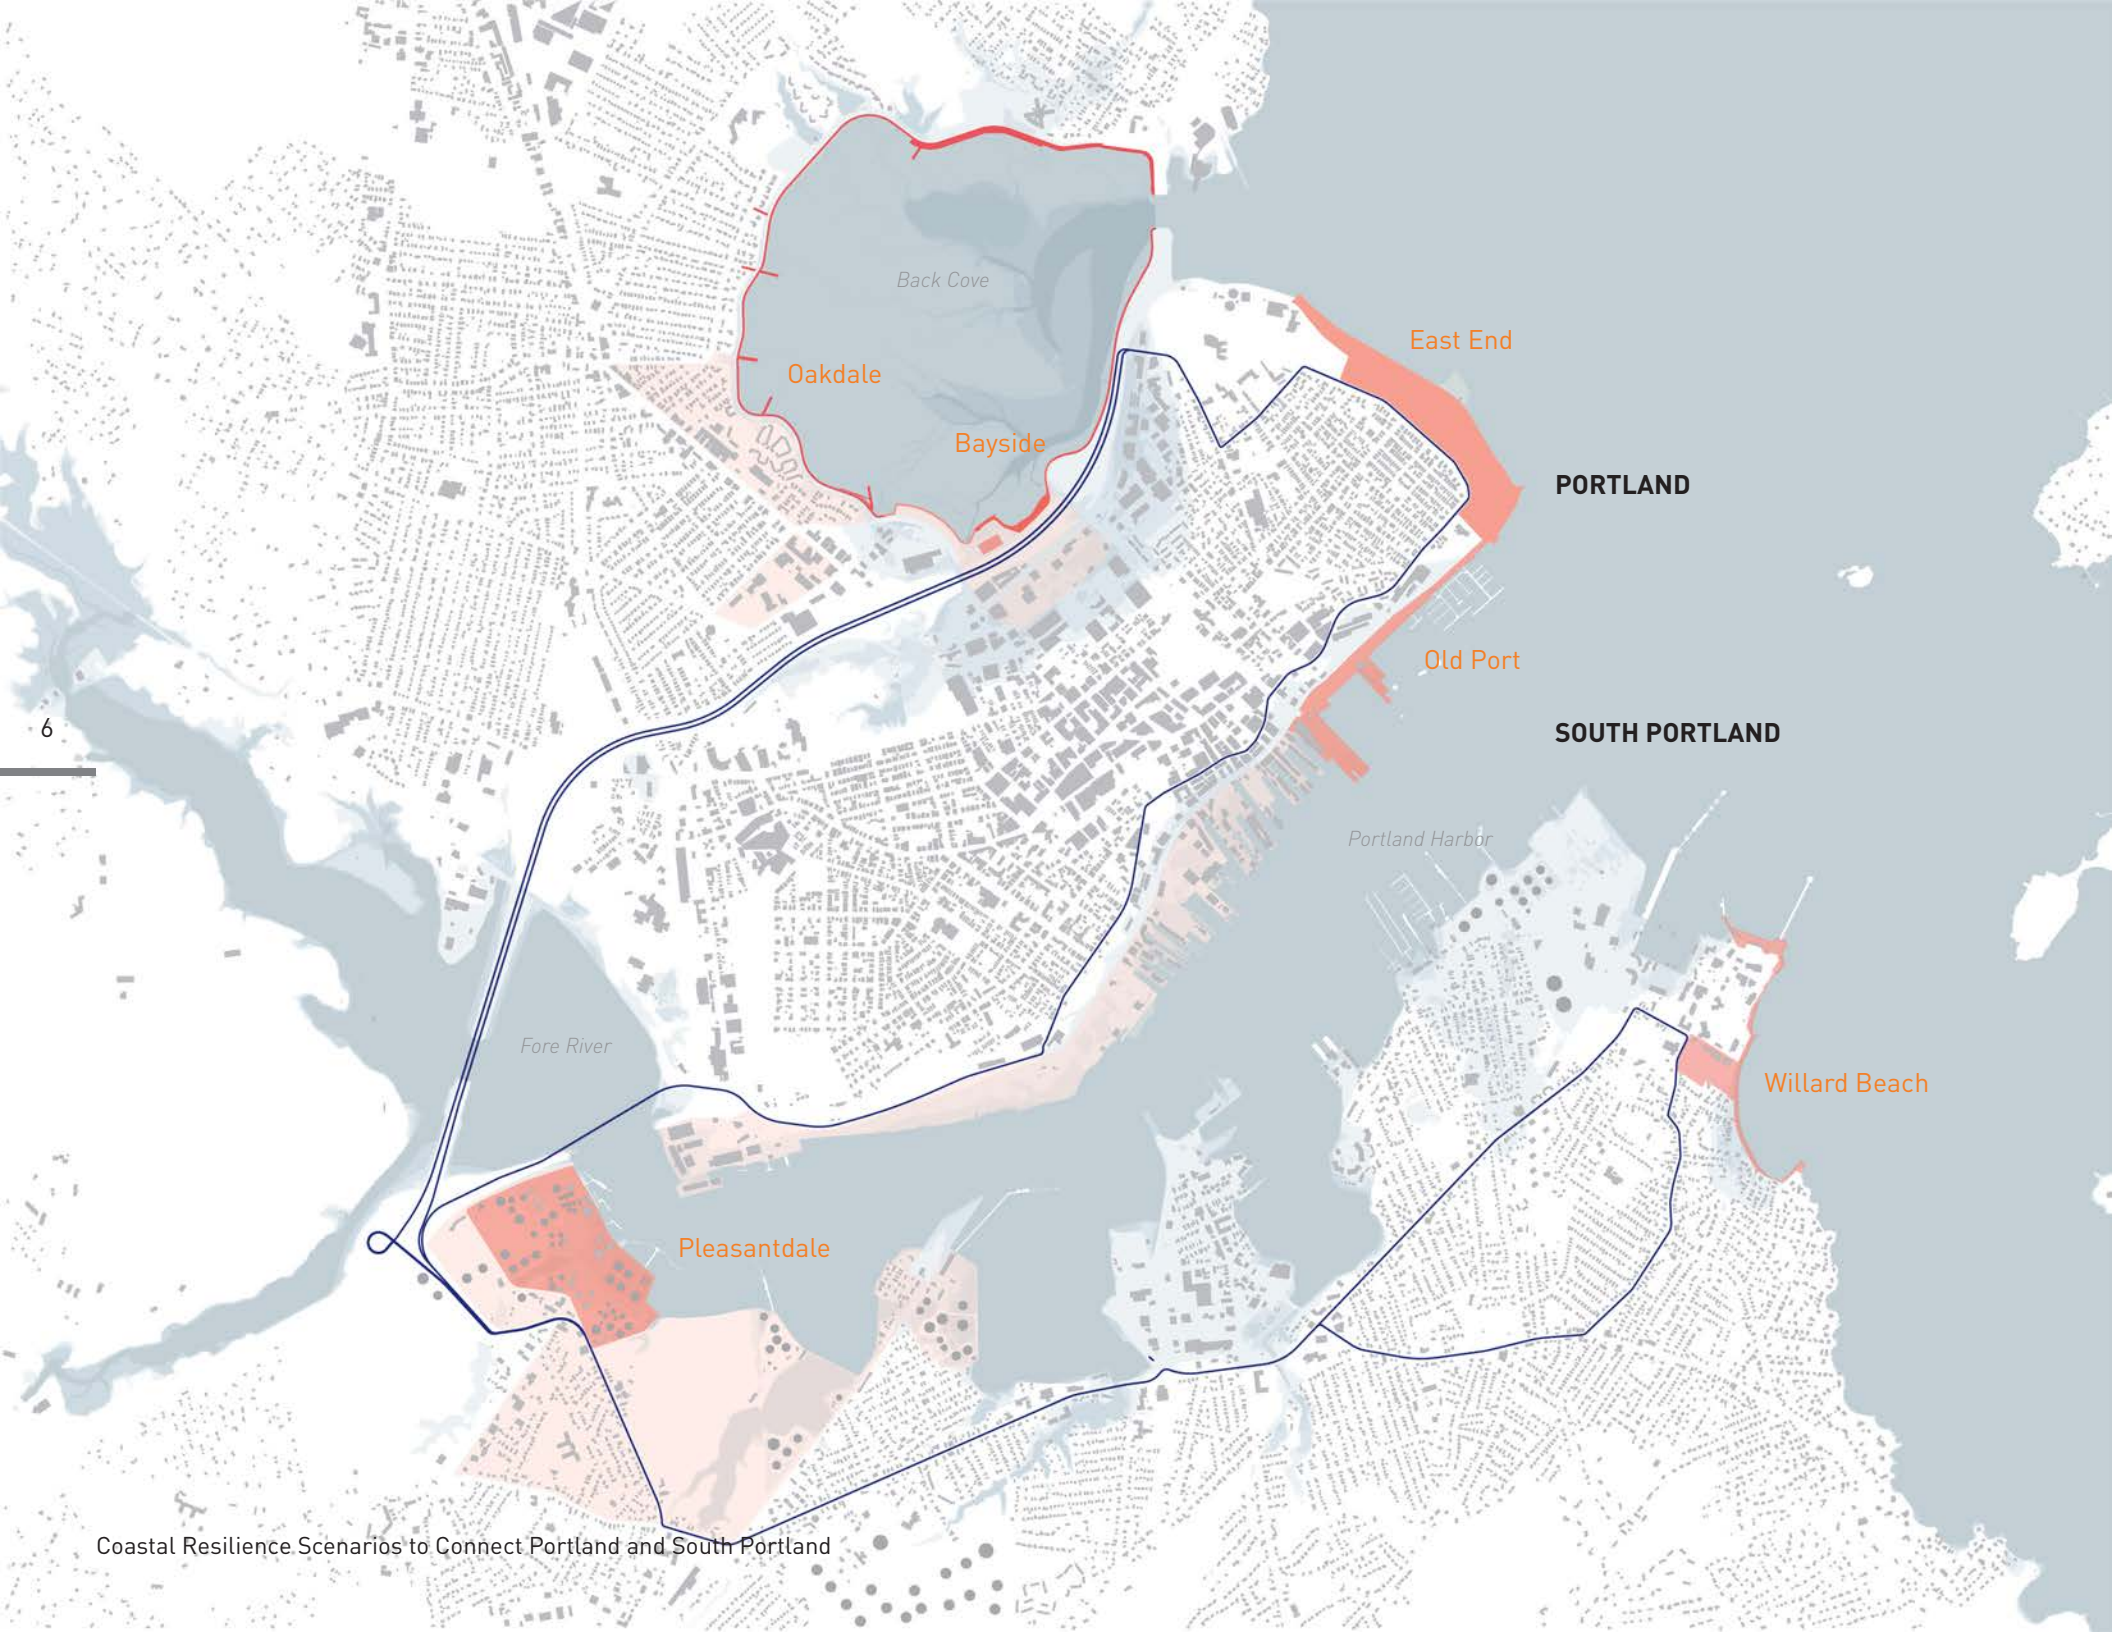 Back Cove
East End
Oakdale
Bayside
PORTLAND
Old Port
6
SOUTH PORTLAND
Portland Harbor
Fore River
Willard Beach
Pleasantdale
Coastal Resilience Scenarios to Connect Portland and South Portland